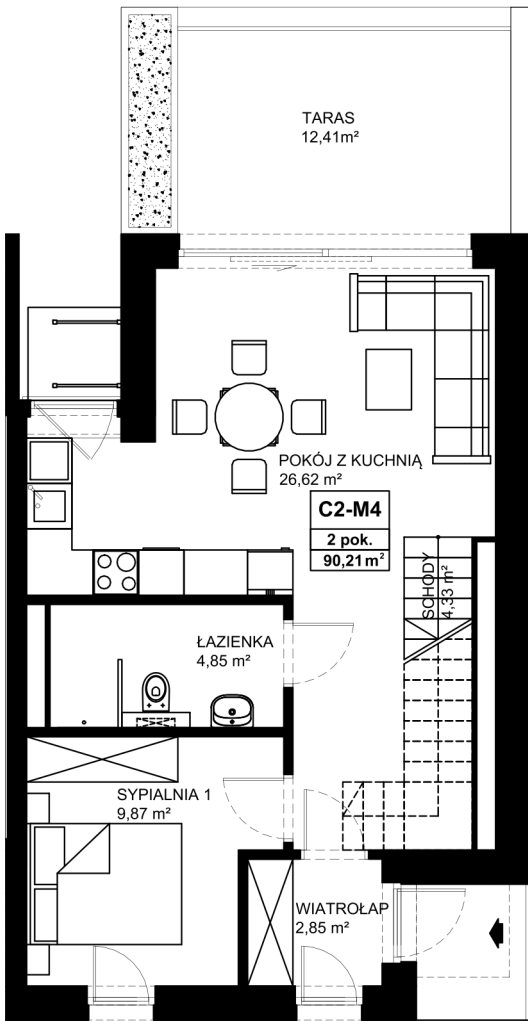 TARAS
12,41m²
POKÓJ Z KUCHNIĄ
26,62 m²
C2-M4
2 pok.
90,21 m²
SCHODY
4,33 m²
ŁAZIENKA
4,85 m²
SYPIALNIA 1
9,87 m²
WIATROŁAP
2,85 m²